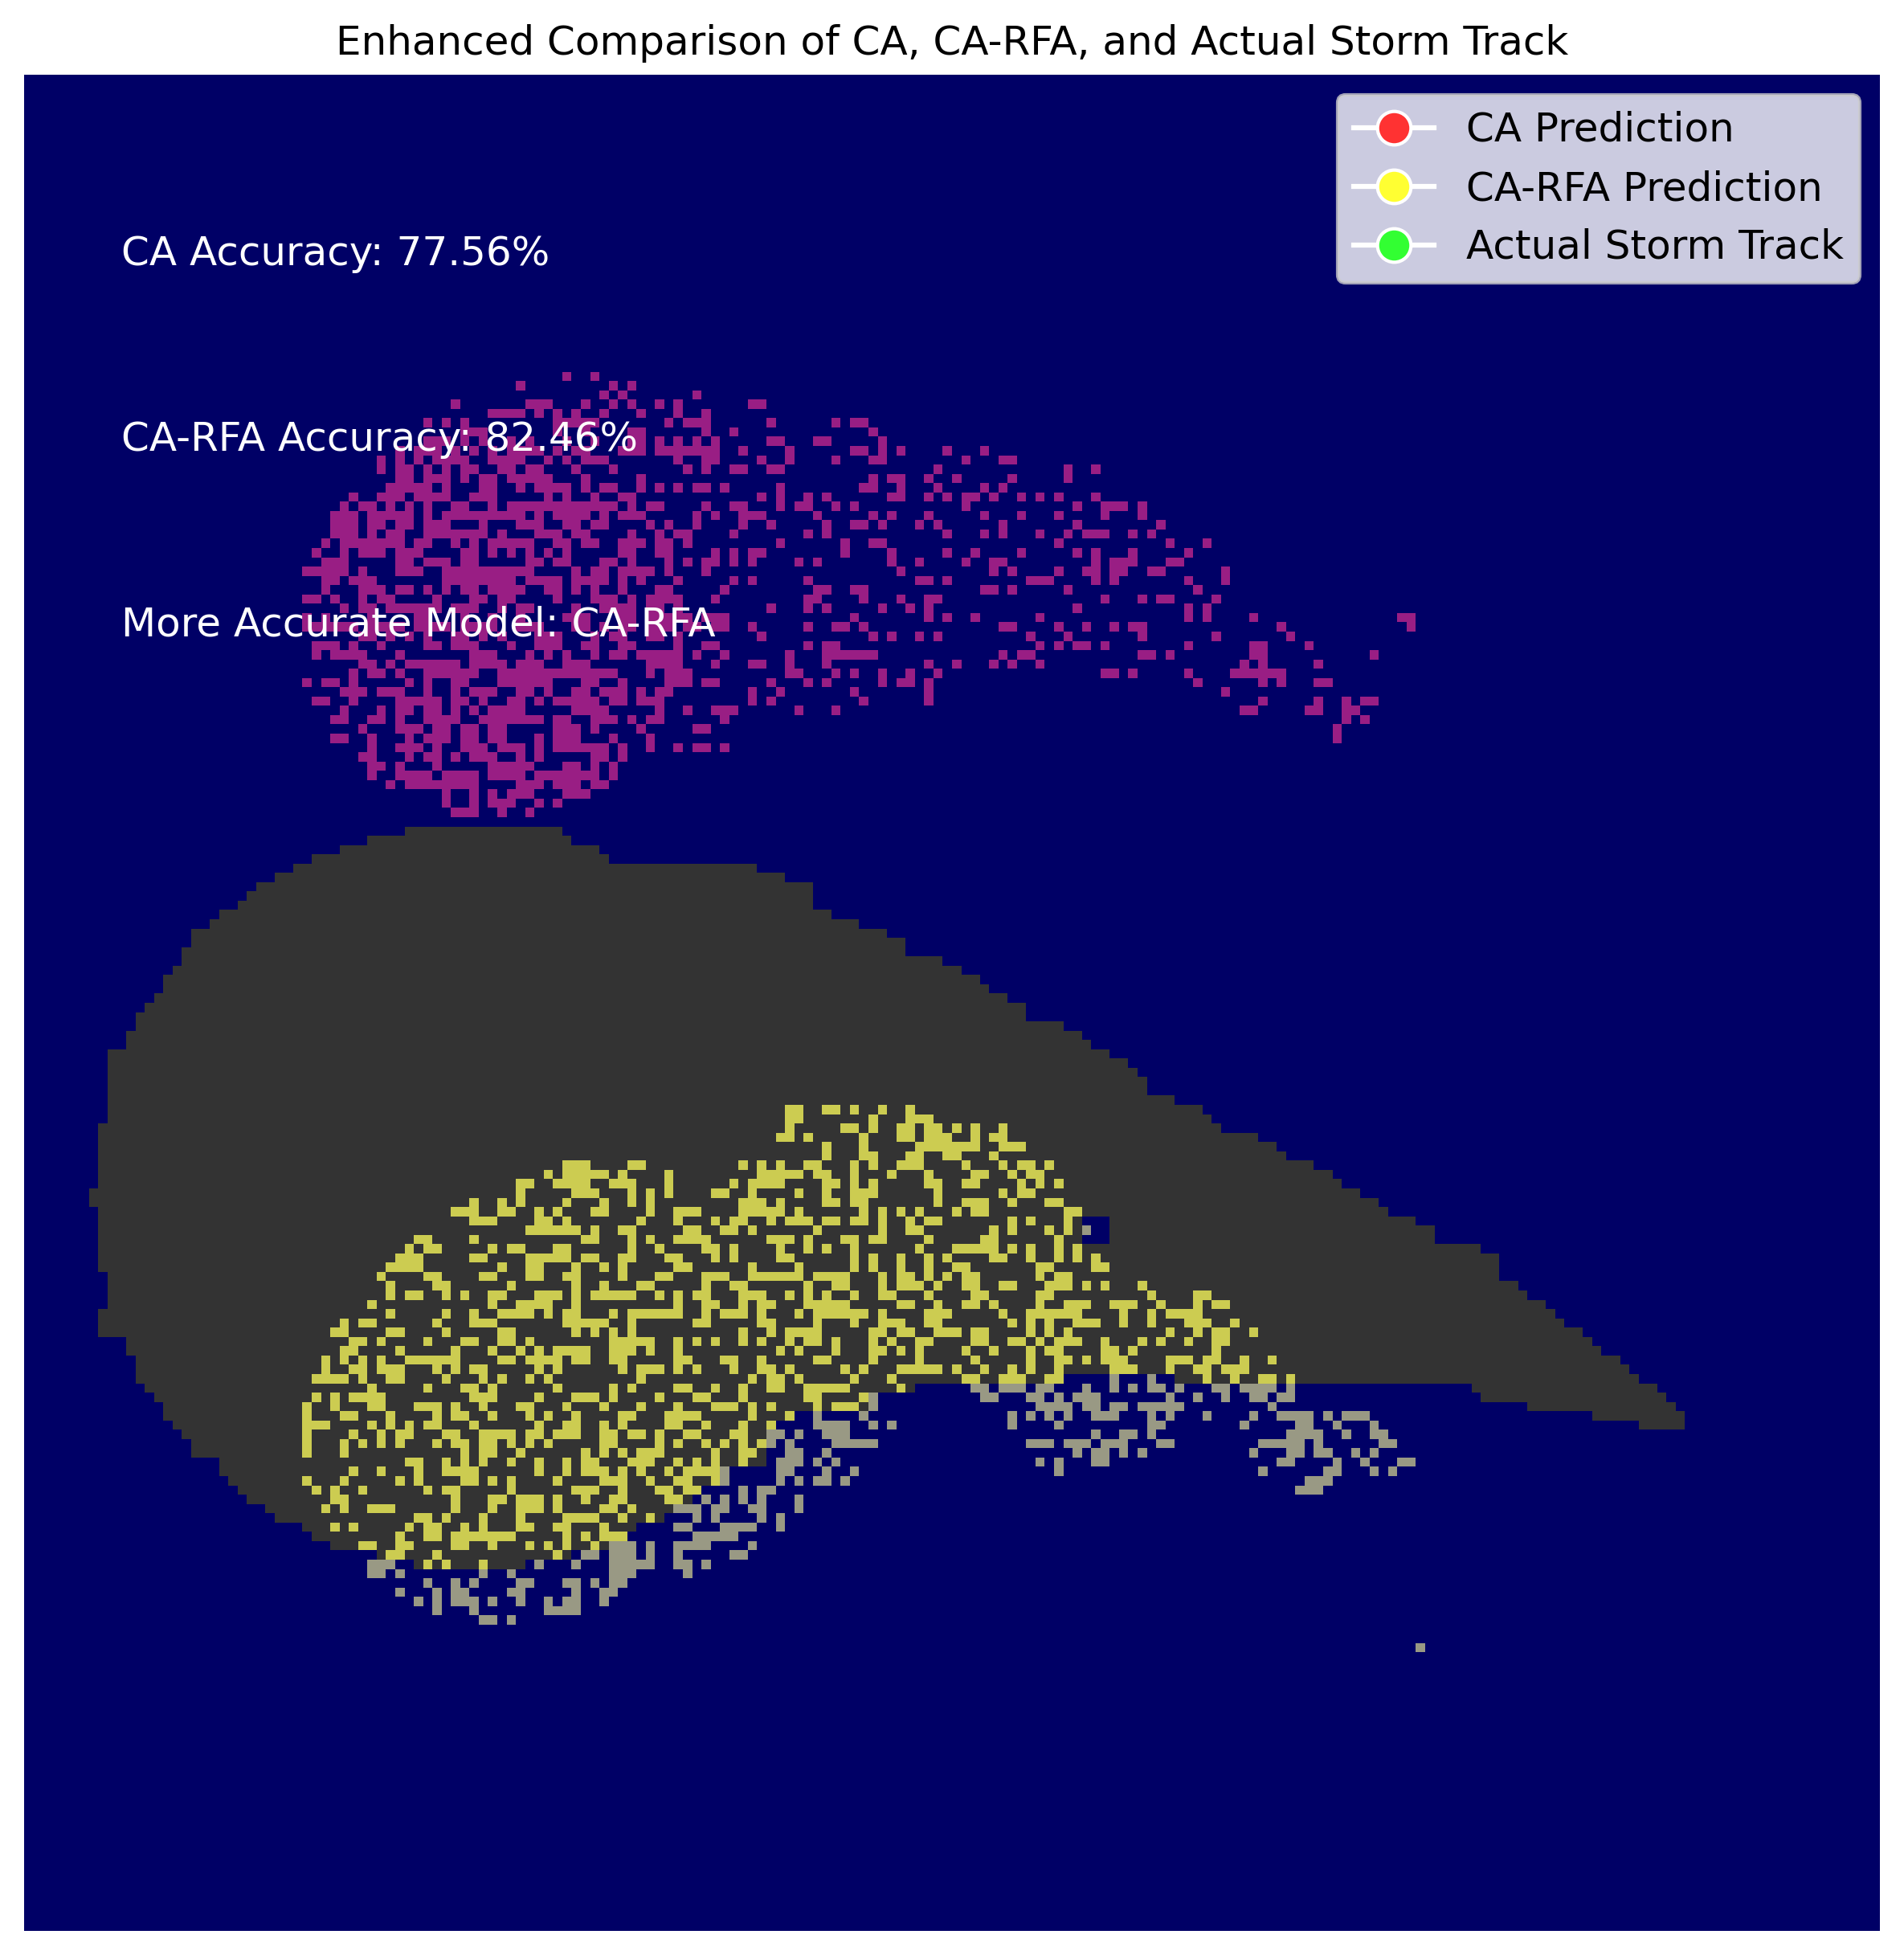 Enhanced Comparison of CA, CA-RFA, and Actual Storm Track
CA Prediction
CA-RFA Prediction
Actual Storm Track
CA Accuracy: 77.56%
CA-RFA Accuracy: 82.46%
More Accurate Model: CA-RFA